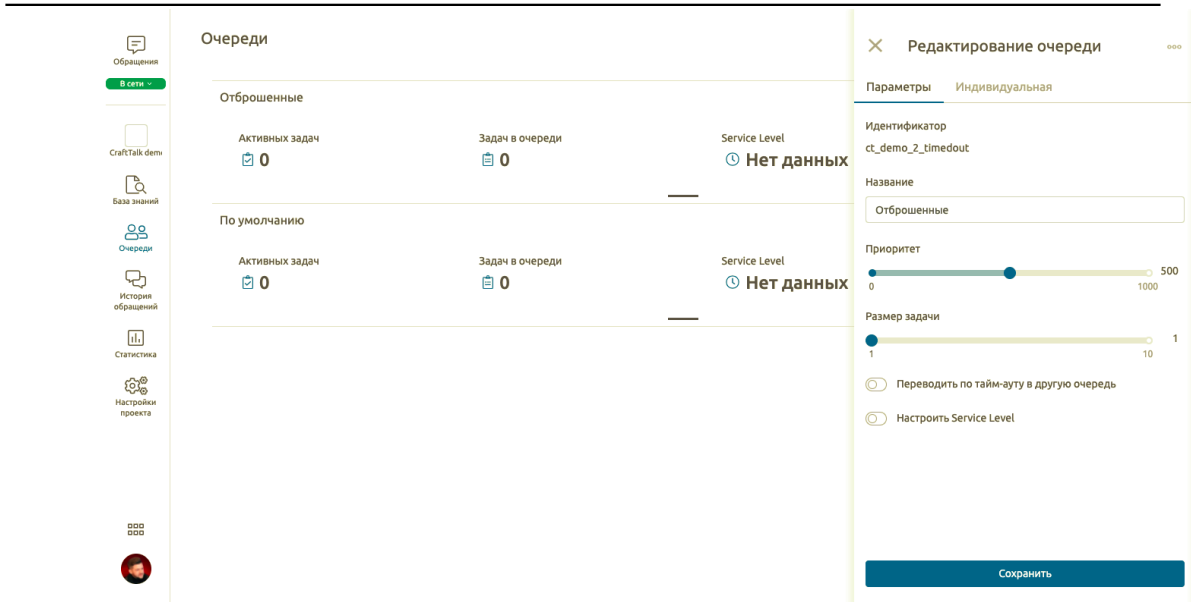 Обращения
В сети
CraftTalk demo
База знаний
Очереди
История
обращений
Статистика
Настройки
проекта
Очереди
Отброшенные
Активных задач
0
Задач в очереди
0
Service Level
Нет данных
По умолчанию
Активных задач
0
Задач в очереди
0
Service Level
Нет данных
Редактирование очереди
Параметры Индивидуальная
Идентификатор
ct_demo_2_timedout
Название
Отброшенные
Приоритет
500
0 1000
Размер задачи
1
1 10
Переводить по тайм-ауту в другую очередь
Настроить Service Level
Сохранить